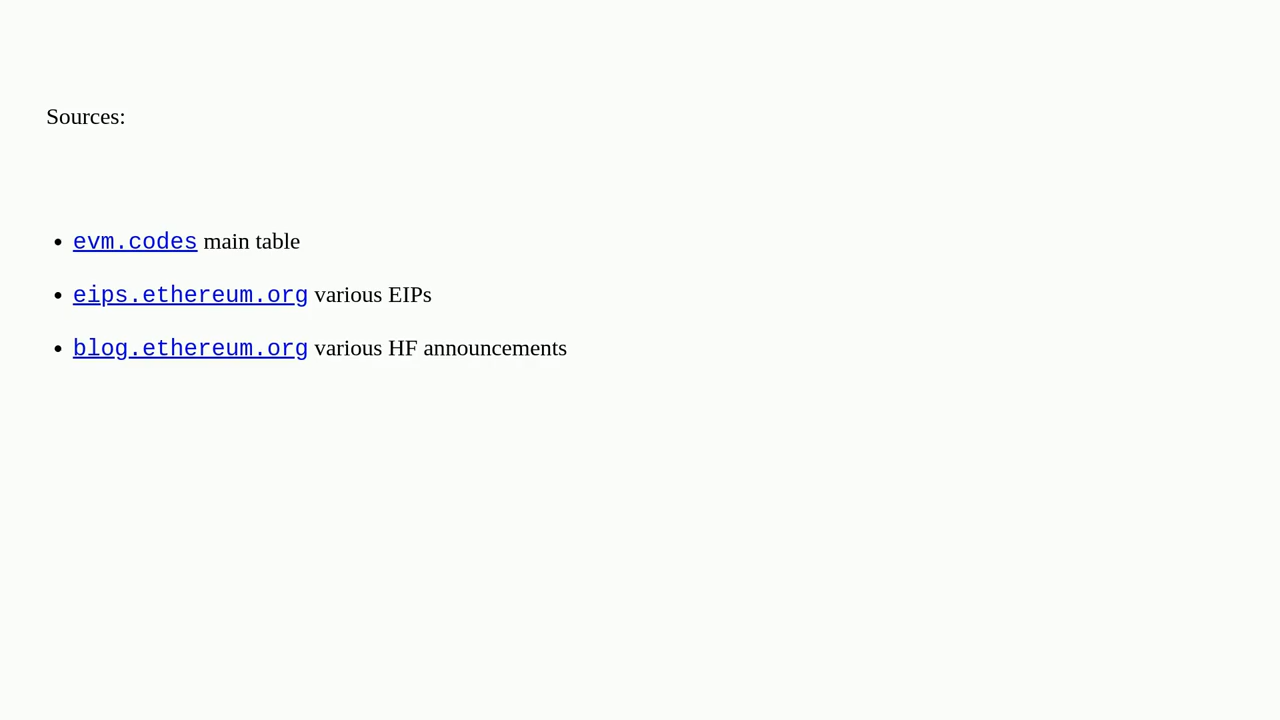 Sources:
• evm.codes main table
• eips.ethereum.org various EIPs
• blog.ethereum.org various HF announcements